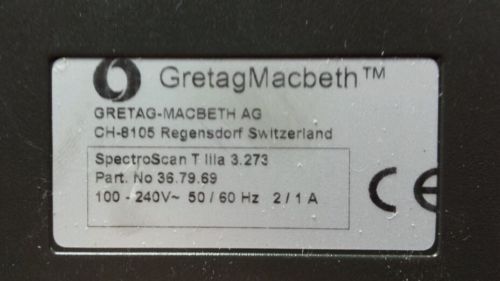 GretagMacbeth™
GRETAG-MACBETH AG
CH-8105 Regensdorf Switzerland
SpectroScan T IIIa 3.273
Part. No 36.79.69
100 - 240V~ 50 / 60 Hz 2 / 1 A
CE